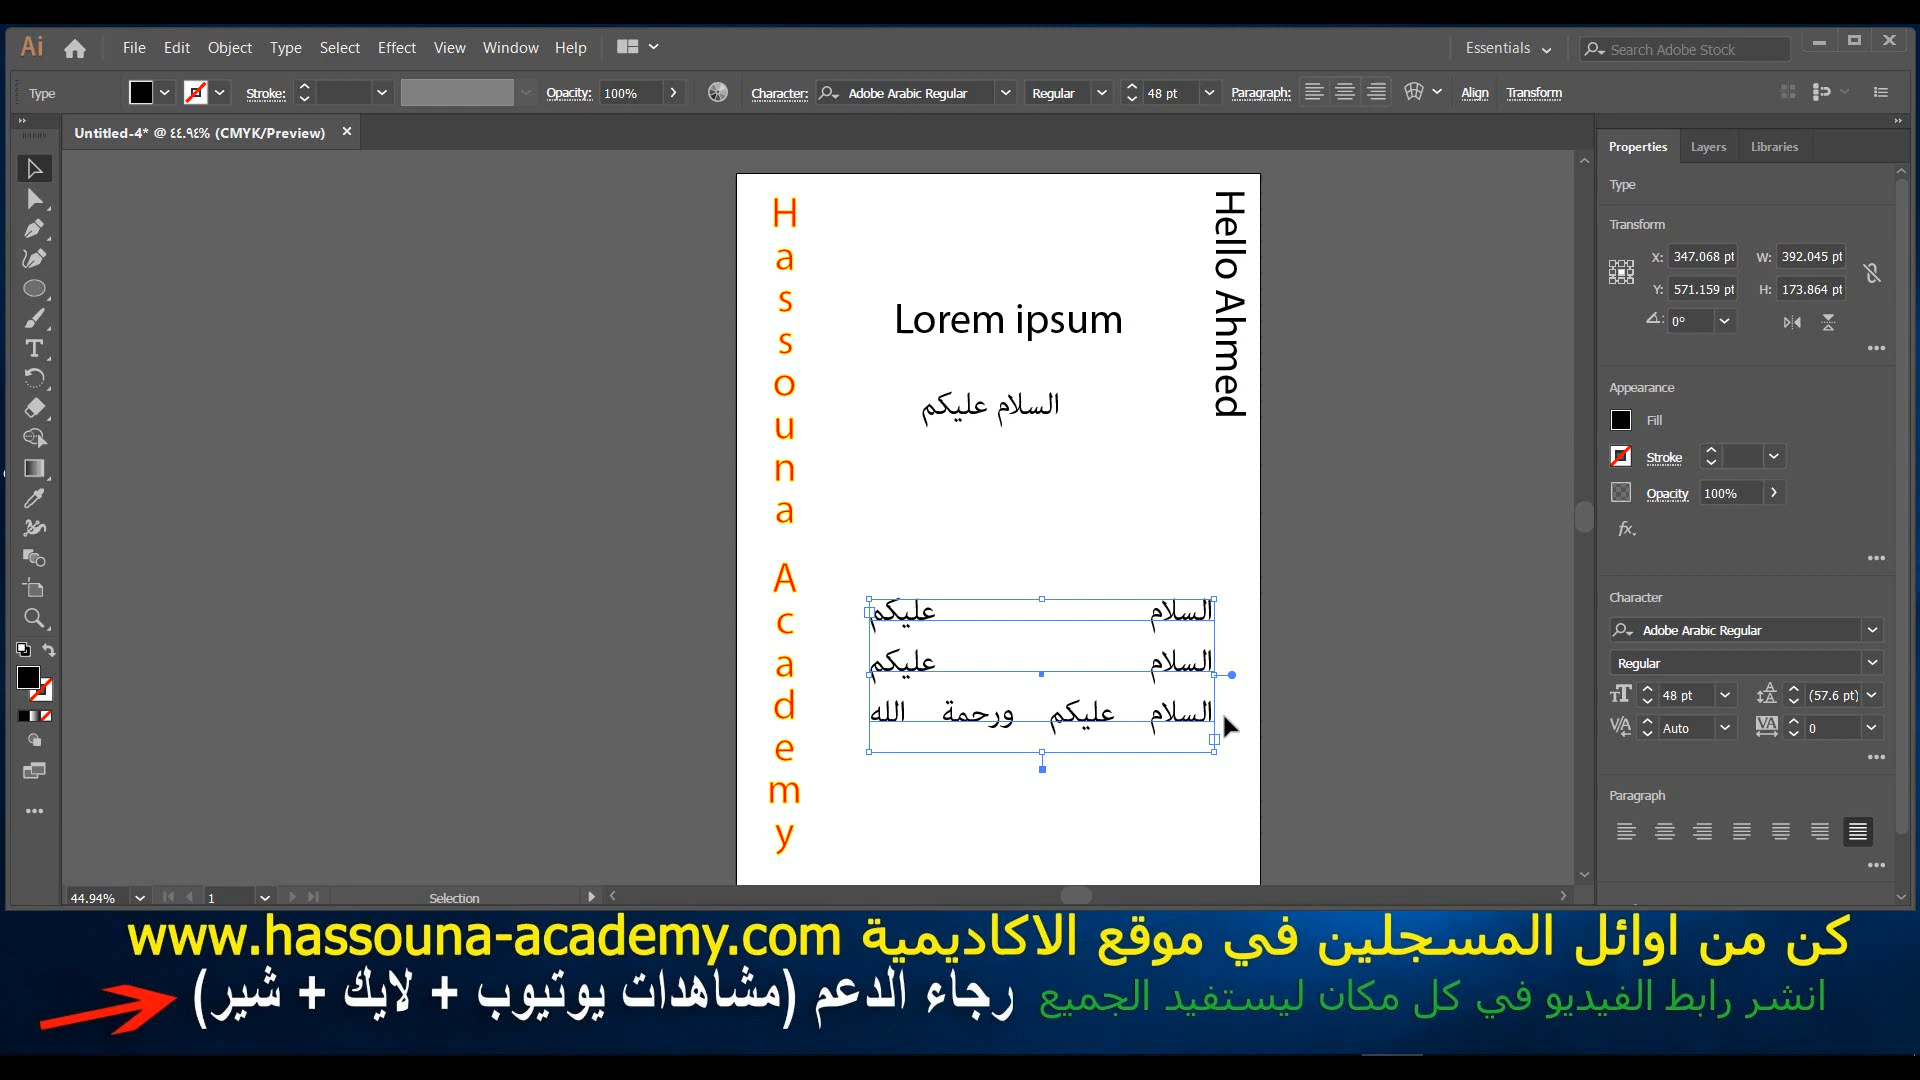 Ai File Edit Object Type Select Effect View Window Help Essentials Search Adobe Stock
Type Stroke: Opacity: 100% Character: Adobe Arabic Regular Regular 48 pt Paragraph: Align Transform
Untitled-4* @ ٤٤.٩٤% (CMYK/Preview)
Properties Layers Libraries
Type
Transform
X: 347.068 pt W: 392.045 pt
Y: 571.159 pt H: 173.864 pt
0°
Appearance
Fill
Stroke
Opacity 100%
fx.
Character
Adobe Arabic Regular
Regular
48 pt (57.6 pt)
Auto 0
Paragraph
Hassouna Academy
Hello Ahmed
Lorem ipsum
السلام عليكم
السلام عليكم
السلام عليكم
السلام عليكم ورحمة الله
44.94% 1 Selection
كن من اوائل المسجلين في موقع الاكاديمية www.hassouna-academy.com
انشر رابط الفيديو في كل مكان ليستفيد الجميع رجاء الدعم (مشاهدات يوتيوب + لايك + شير)